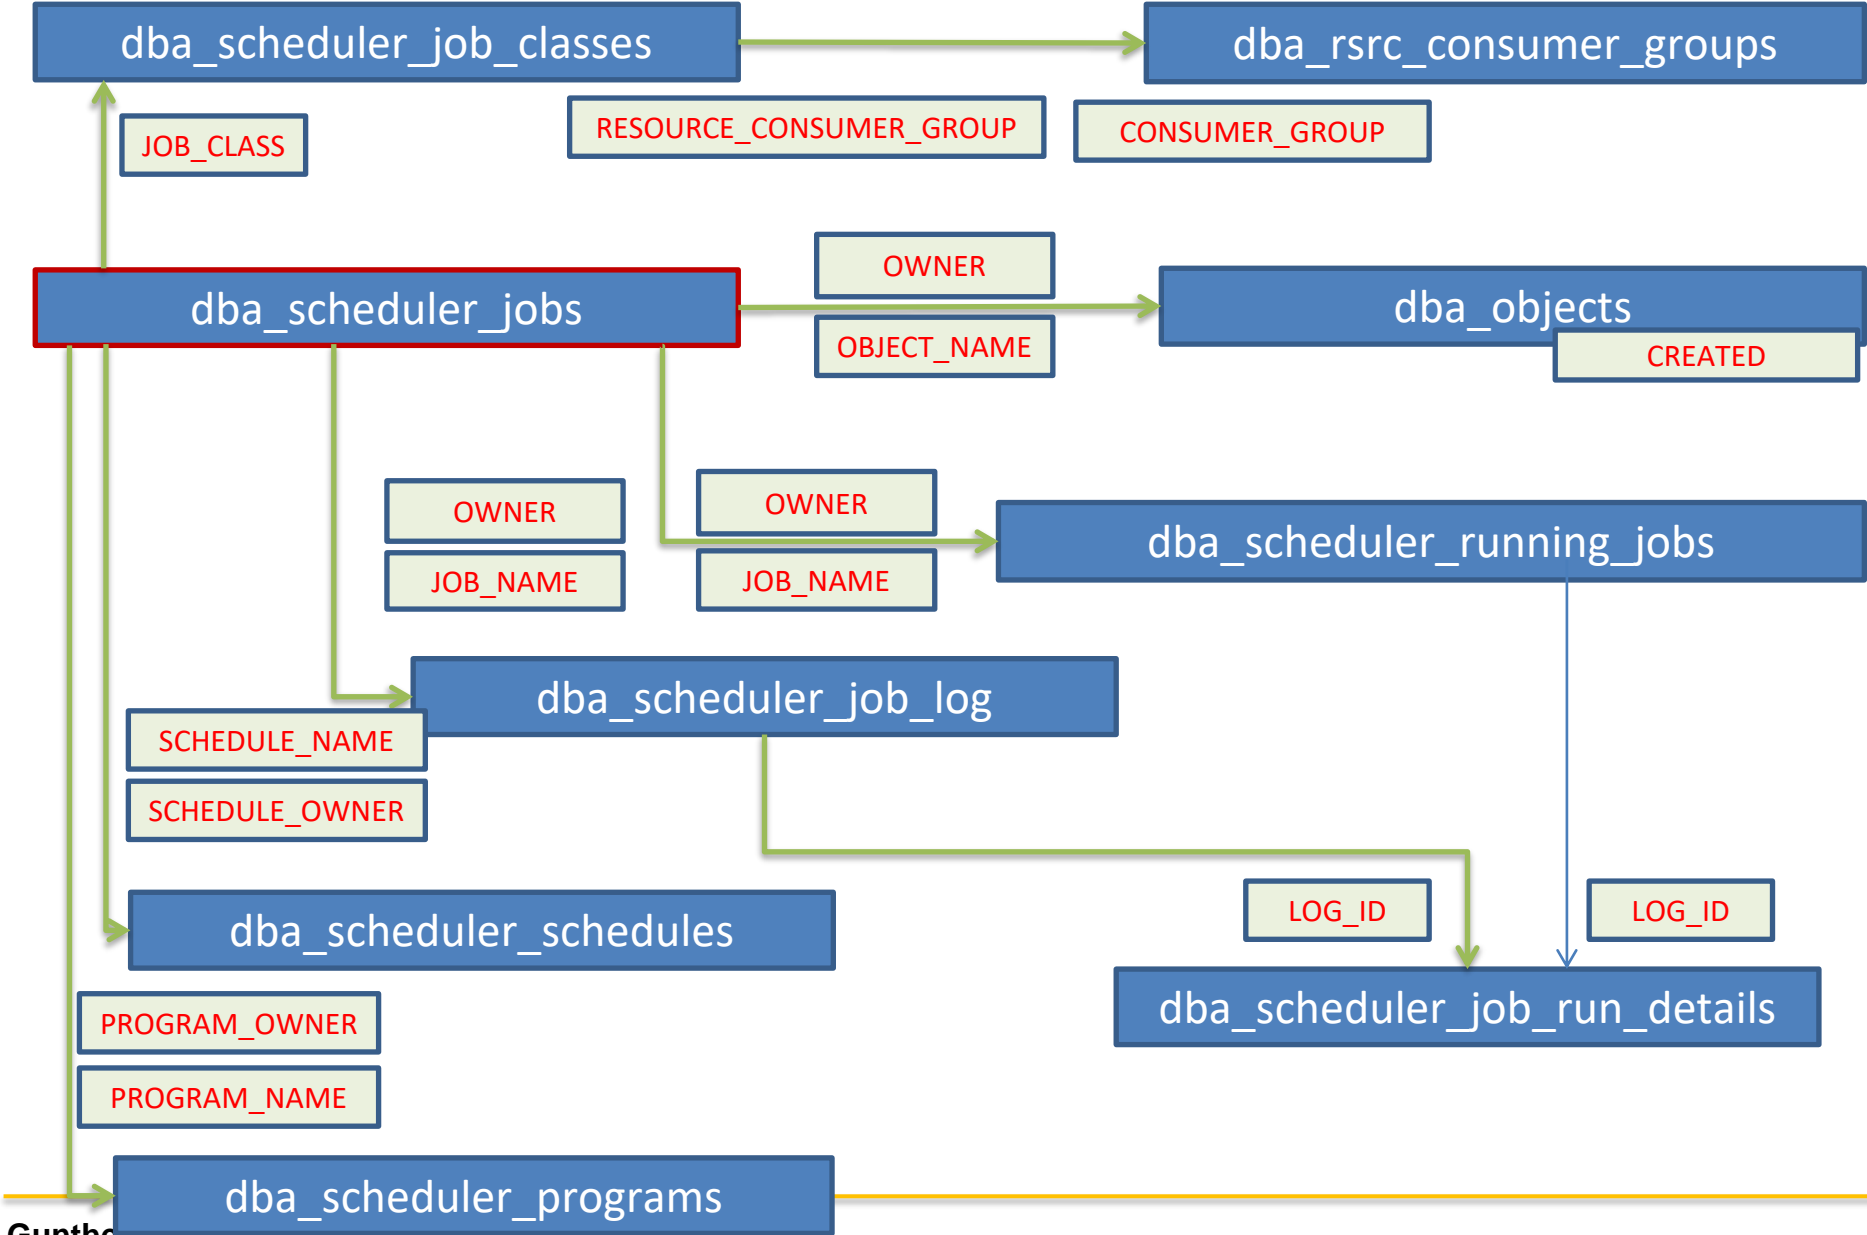 dba_scheduler_job_classes
dba_rsrc_consumer_groups
JOB_CLASS
RESOURCE_CONSUMER_GROUP
CONSUMER_GROUP
OWNER
dba_scheduler_jobs
dba_objects
OBJECT_NAME
CREATED
OWNER
OWNER
dba_scheduler_running_jobs
JOB_NAME
JOB_NAME
dba_scheduler_job_log
SCHEDULE_NAME
SCHEDULE_OWNER
LOG_ID
LOG_ID
dba_scheduler_schedules
dba_scheduler_job_run_details
PROGRAM_OWNER
PROGRAM_NAME
dba_scheduler_programs